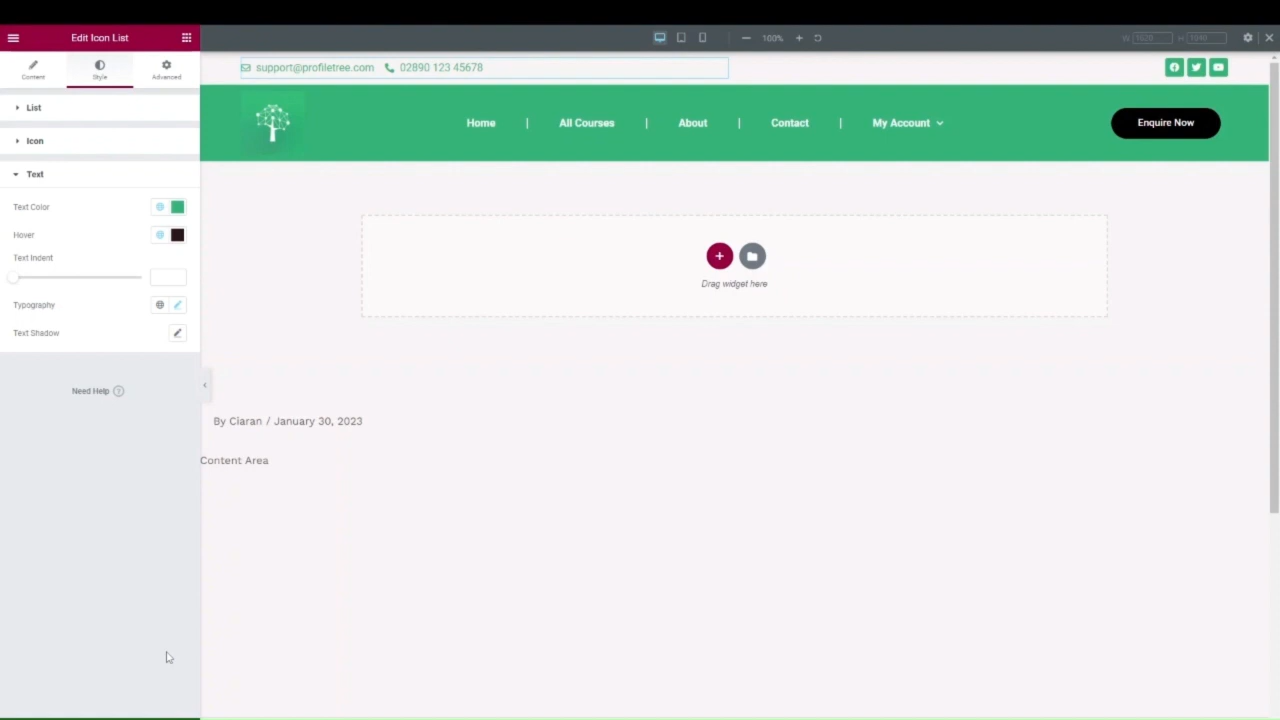 Edit Icon List
100%
W 1920 H 1040
Content
Style
Advanced
List
Icon
Text
Text Color
Hover
Text Indent
Typography
Text Shadow
Need Help ?
support@profiletree.com 02890 123 45678
Home | All Courses | About | Contact | My Account
Enquire Now
Drag widget here
By Ciaran / January 30, 2023
Content Area